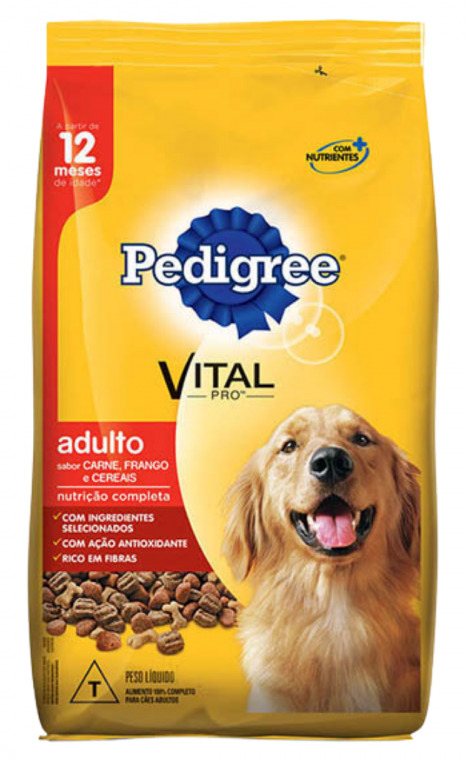 A partir de
12
meses
de idade*
COM
NUTRIENTES
Pedigree®
VITAL
PRO™
adulto
sabor CARNE, FRANGO
e CEREAIS
nutrição completa
✓COM INGREDIENTES
SELECIONADOS
✓COM AÇÃO ANTIOXIDANTE
✓RICO EM FIBRAS
T
PESO LÍQUIDO
ALIMENTO 100% COMPLETO
PARA CÃES ADULTOS